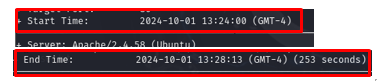 + Start Time: 2024-10-01 13:24:00 (GMT-4)
+ Server: Apache/2.4.58 (Ubuntu)
End Time: 2024-10-01 13:28:13 (GMT-4) (253 seconds)